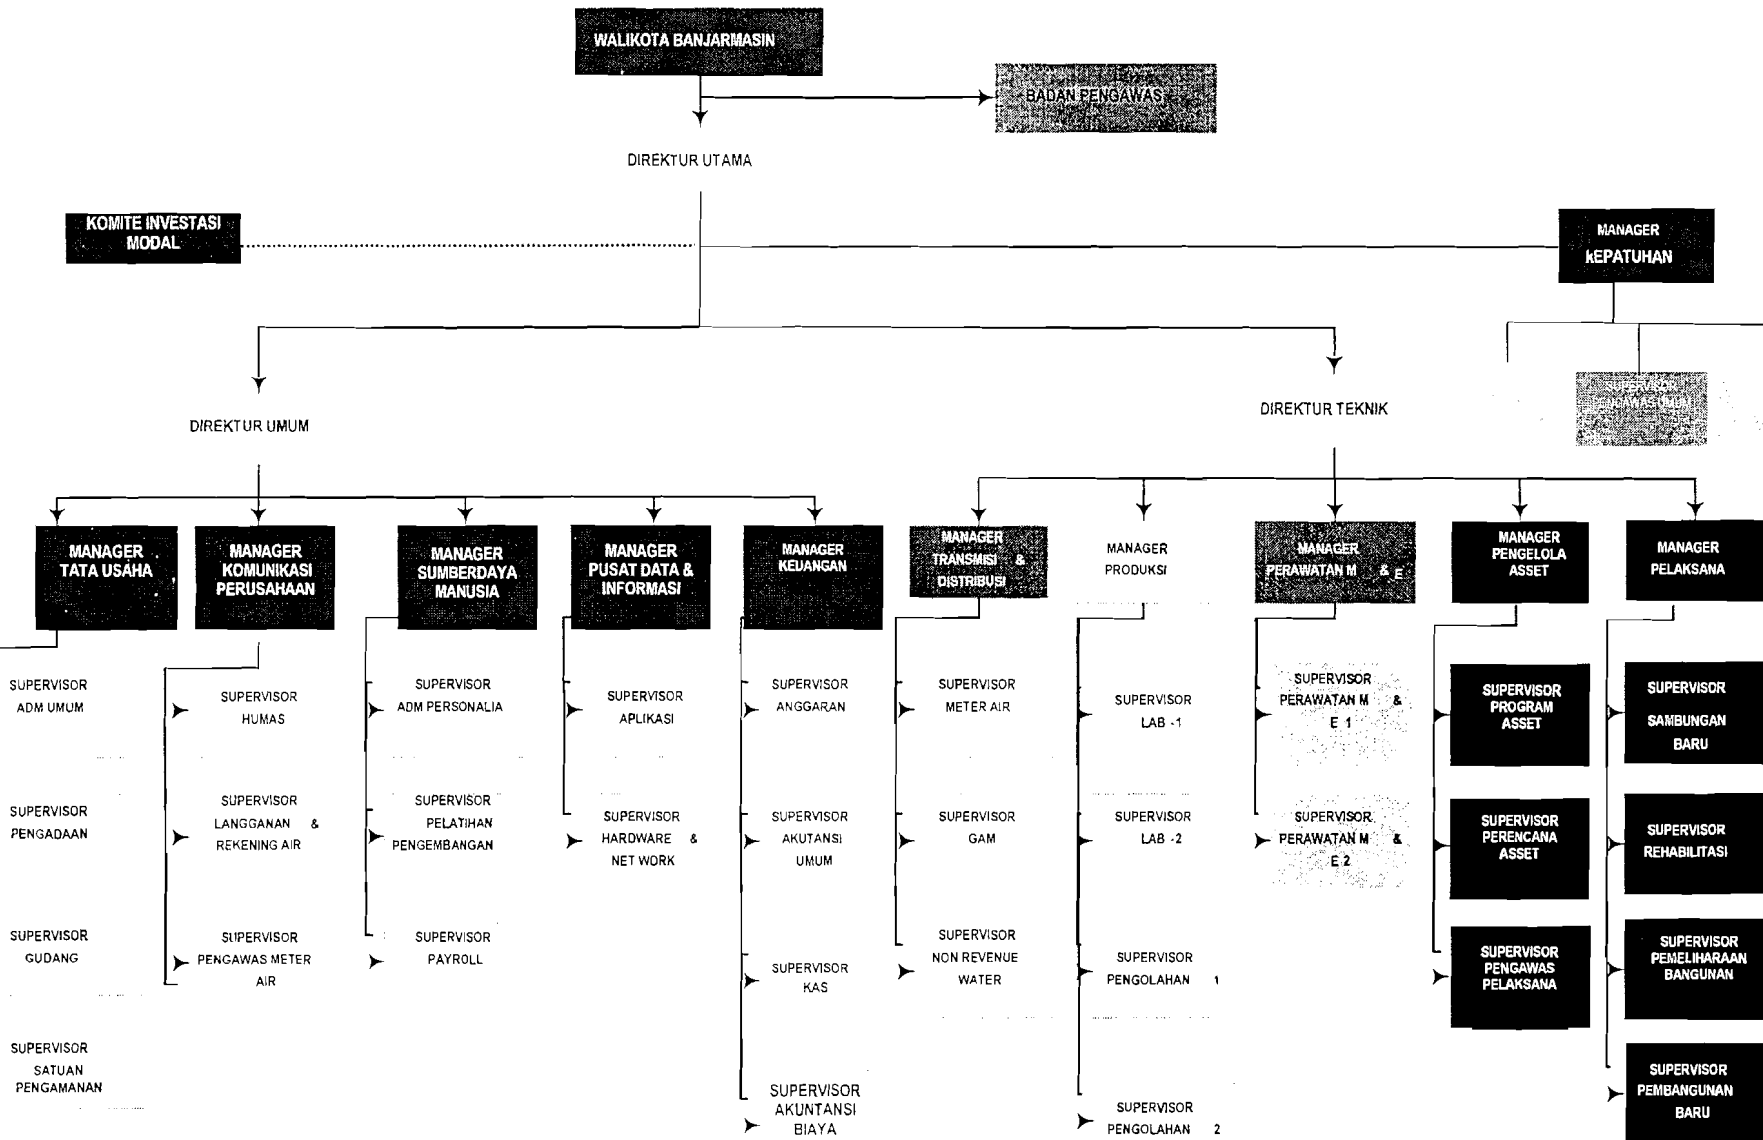 WALIKOTA BANJARMASIN
BADAN PENGAWAS
DIREKTUR UTAMA
KOMITE INVESTASI
MODAL
MANAGER
kEPATUHAN
SUPERVISOR
PENGAWAS UMUM
DIREKTUR UMUM
DIREKTUR TEKNIK
MANAGER
TATA USAHA
MANAGER
KOMUNIKASI
PERUSAHAAN
MANAGER
SUMBERDAYA
MANUSIA
MANAGER
PUSAT DATA &
INFORMASI
MANAGER
KEUANGAN
MANAGER
TRANSMISI &
DISTRIBUSI
MANAGER
PRODUKSI
MANAGER
PERAWATAN M & E
MANAGER
PENGELOLA
ASSET
MANAGER
PELAKSANA
SUPERVISOR
ADM UMUM
SUPERVISOR
HUMAS
SUPERVISOR
ADM PERSONALIA
SUPERVISOR
APLIKASI
SUPERVISOR
ANGGARAN
SUPERVISOR
METER AIR
SUPERVISOR
LAB -1
SUPERVISOR
PERAWATAN M &
E 1
SUPERVISOR
PROGRAM
ASSET
SUPERVISOR
SAMBUNGAN
BARU
SUPERVISOR
PENGADAAN
SUPERVISOR
LANGGANAN &
REKENING AIR
SUPERVISOR
PELATIHAN
PENGEMBANGAN
SUPERVISOR
HARDWARE &
NET WORK
SUPERVISOR
AKUTANSI
UMUM
SUPERVISOR
GAM
SUPERVISOR
LAB -2
SUPERVISOR
PERAWATAN M &
E 2
SUPERVISOR
PERENCANA
ASSET
SUPERVISOR
REHABILITASI
SUPERVISOR
GUDANG
SUPERVISOR
PENGAWAS METER
AIR
SUPERVISOR
PAYROLL
SUPERVISOR
KAS
SUPERVISOR
NON REVENUE
WATER
SUPERVISOR
PENGOLAHAN 1
SUPERVISOR
PENGAWAS
PELAKSANA
SUPERVISOR
PEMELIHARAAN
BANGUNAN
SUPERVISOR
SATUAN
PENGAMANAN
SUPERVISOR
AKUNTANSI
BIAYA
SUPERVISOR
PENGOLAHAN 2
SUPERVISOR
PEMBANGUNAN
BARU